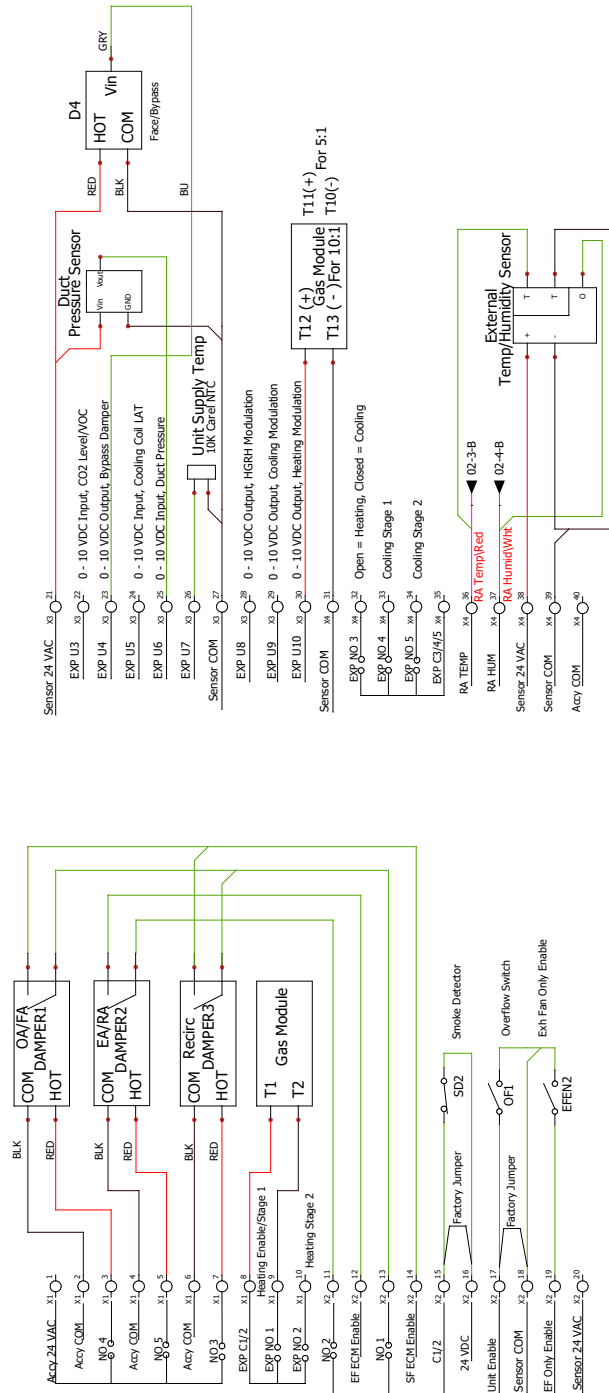 Accy 24 VAC X1 1
Accy COM X1 2
NO 4 X1 3
Accy COM X1 4
NO 5 X1 5
Accy COM X1 6
NO 3 X1 7
EXP C1/2 X1 8
Heating Enable/Stage 1
EXP NO 1 X1 9
EXP NO 2 X1 10
Heating Stage 2
NO 2 X2 11
EF ECM Enable X2 12
NO 1 X2 13
SF ECM Enable X2 14
C1/2 X2 15
24 VDC X2 16
Unit Enable X2 17
Sensor COM X2 18
EF Only Enable X2 19
Sensor 24 VAC X2 20
BLK
RED
COM
HOT
OA/FA
DAMPER1
BLK
RED
COM
HOT
EA/RA
DAMPER2
BLK
RED
COM
HOT
Recirc
DAMPER3
T1
T2
Gas Module
Factory Jumper
SD2
Smoke Detector
Factory Jumper
OF1
Overflow Switch
EFEN2
Exh Fan Only Enable
Sensor 24 VAC X3 21
EXP U3 X3 22
0 - 10 VDC Input, CO2 Level/VOC
EXP U4 X3 23
0 - 10 VDC Output, Bypass Damper
EXP U5 X3 24
0 - 10 VDC Input, Cooling Coil LAT
EXP U6 X3 25
0 - 10 VDC Input, Duct Pressure
EXP U7 X3 26
Sensor COM X3 27
EXP U8 X3 28
0 - 10 VDC Output, HGRH Modulation
EXP U9 X3 29
0 - 10 VDC Output, Cooling Modulation
EXP U10 X3 30
0 - 10 VDC Output, Heating Modulation
Sensor COM X4 31
EXP NO 3 X4 32
Open = Heating, Closed = Cooling
EXP NO 4 X4 33
Cooling Stage 1
EXP NO 5 X4 34
Cooling Stage 2
EXP C3/4/5 X4 35
RA TEMP X4 36
RA Temp\Red
RA HUM X4 37
RA Humid\Wht
Sensor 24 VAC X4 38
Sensor COM X4 39
Accy COM X4 40
Duct
Pressure Sensor
Vin
Vout
GND
RED
BLK
BU
GRY
D4
HOT
COM
Vin
Face/Bypass
Unit Supply Temp
10K Carel NTC
T12 (+)
Gas Module
T13 ( - )For 10:1
T11(+)
For 5:1
T10(-)
02-3-B
02-4-B
External
Temp/Humidity Sensor
+
-
T
T
O